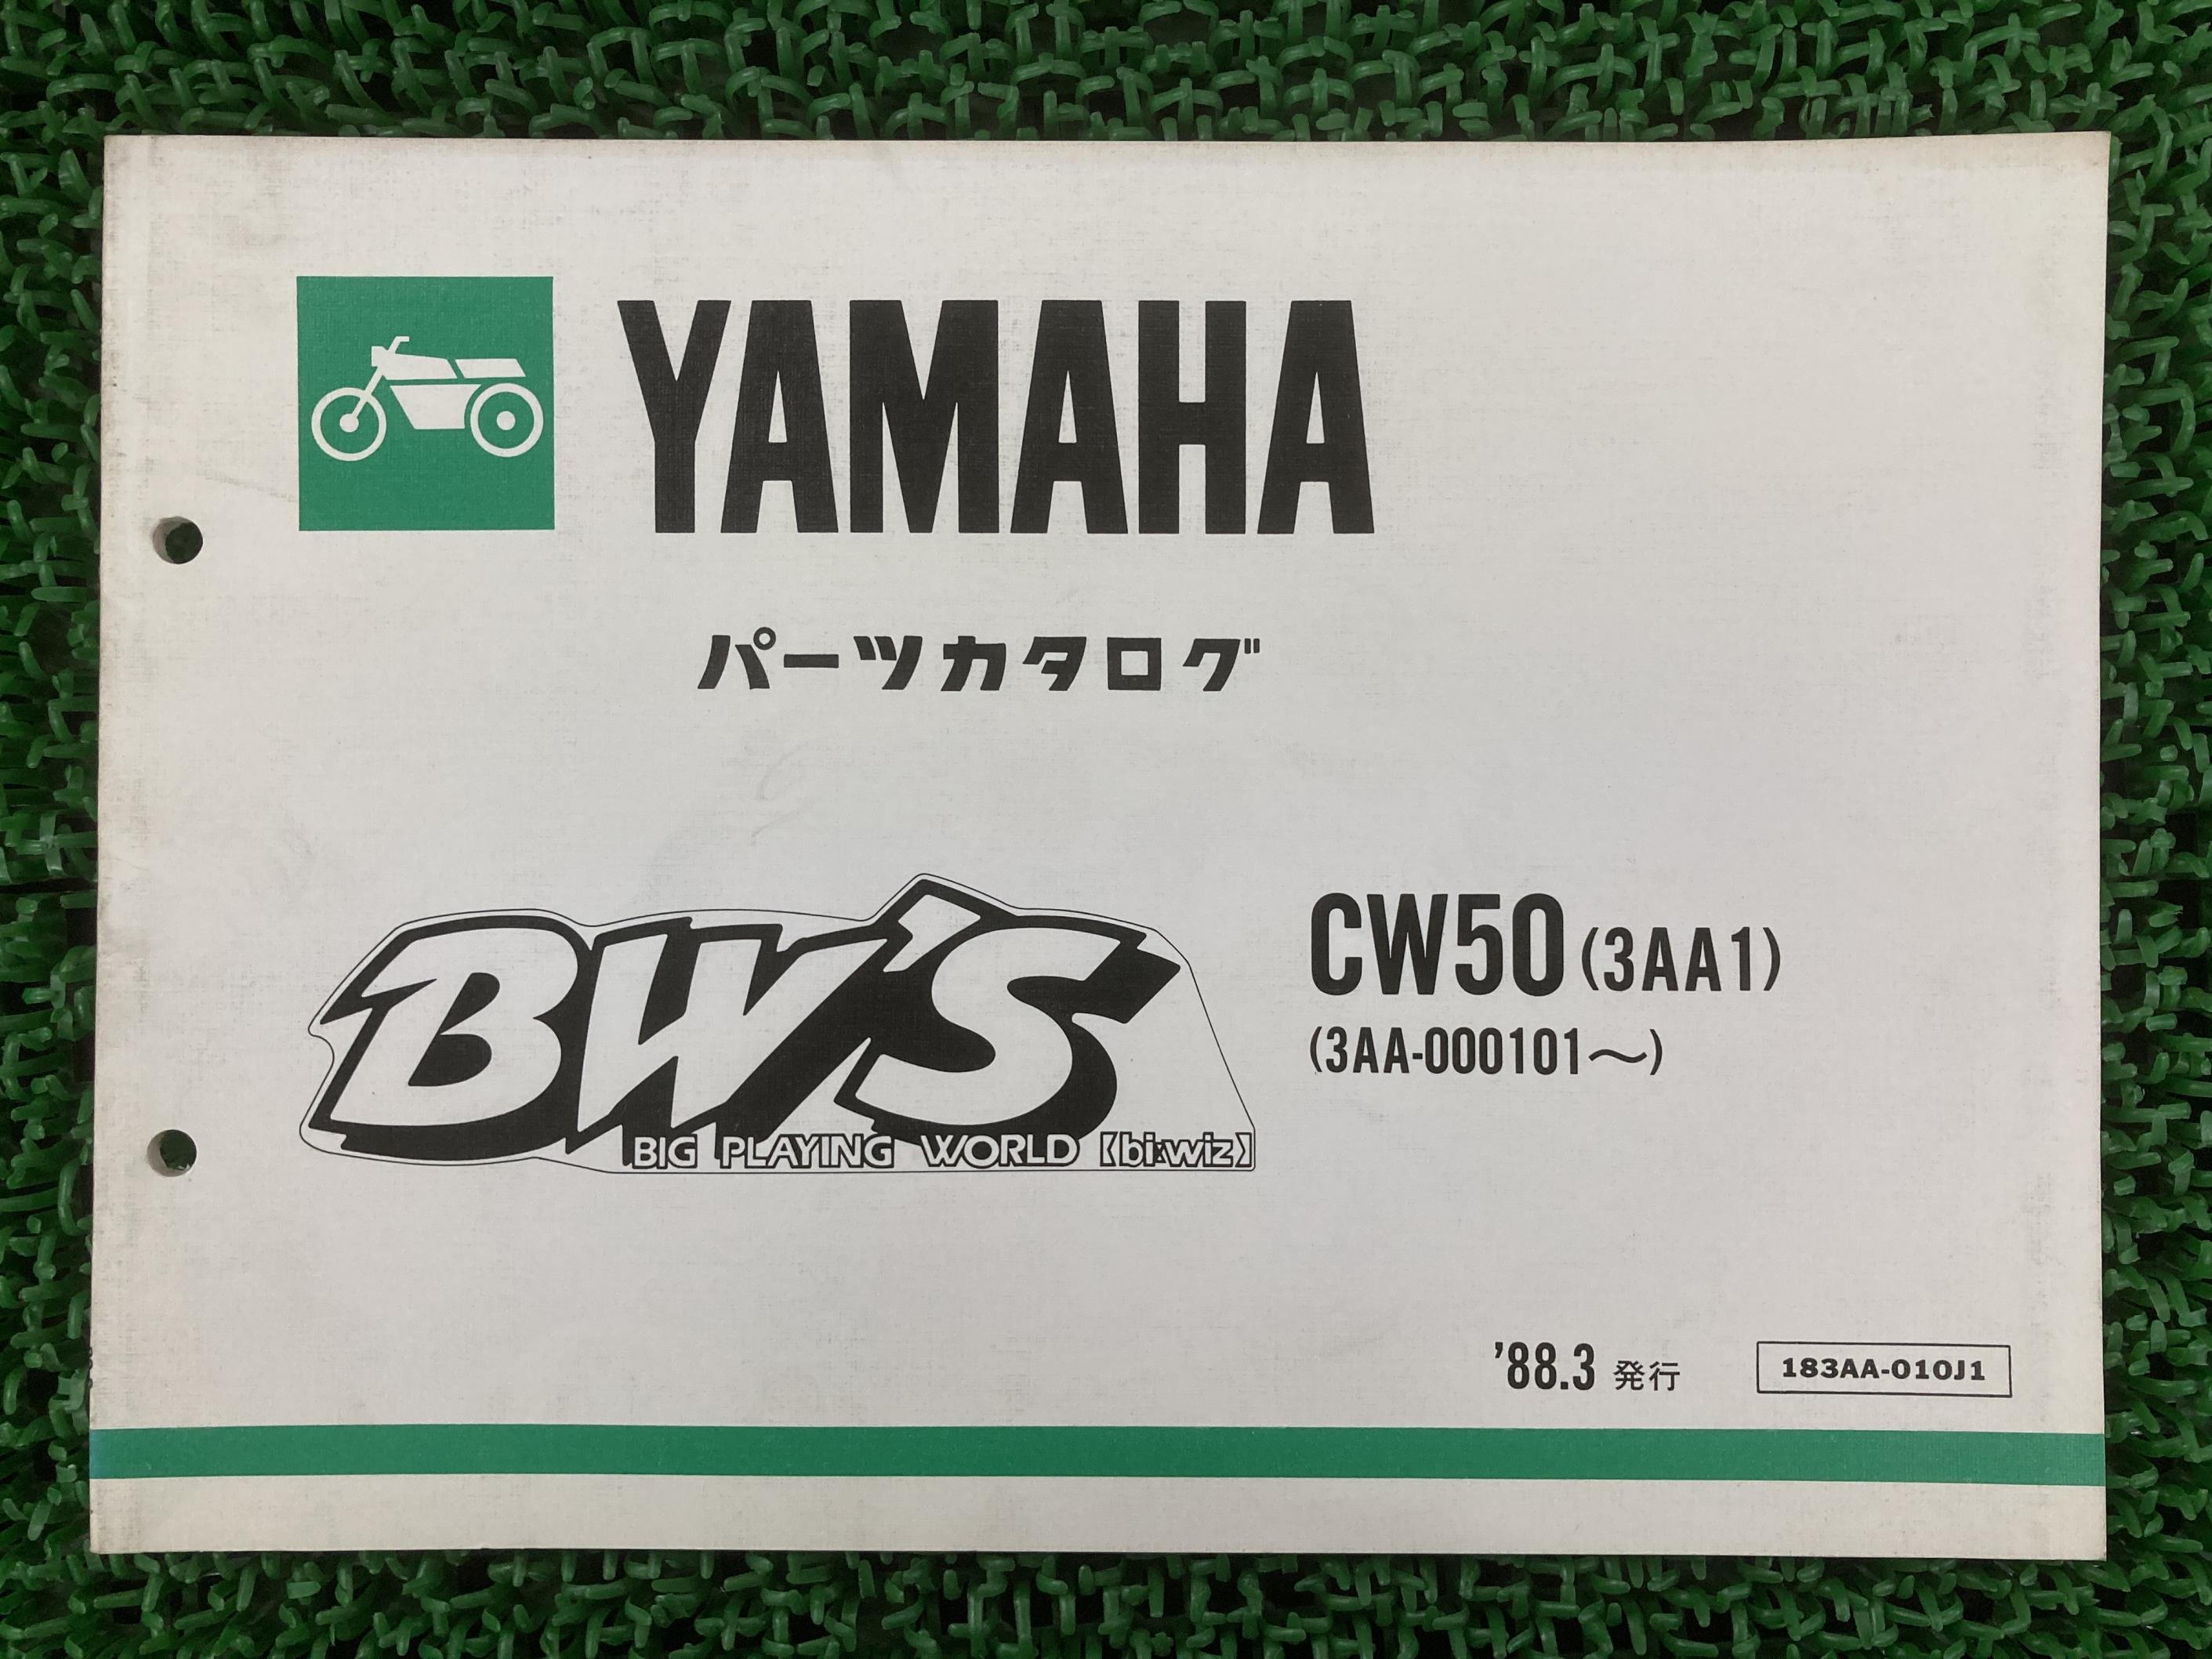 YAMAHA
パーツカタログ
BW'S
BIG PLAYING WORLD【bi:wiz】
CW50(3AA1)
(3AA-000101〜)
'88.3 発行
183AA-010J1